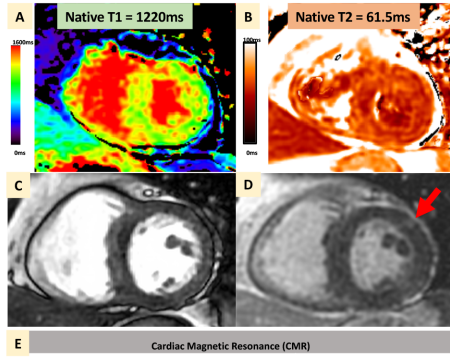 A
Native T1 = 1220ms
B
Native T2 = 61.5ms
1600ms
0ms
100ms
0ms
C
D
E
Cardiac Magnetic Resonance (CMR)